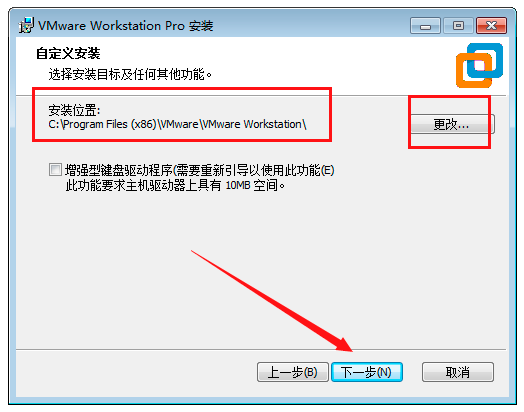 VMware Workstation Pro 安装
自定义安装
选择安装目标及任何其他功能。
安装位置:
C:\Program Files (x86)\VMware\VMware Workstation\
更改...
增强型键盘驱动程序(需要重新引导以使用此功能(E)
此功能要求主机驱动器上具有 10MB 空间。
上一步(B) 下一步(N) 取消